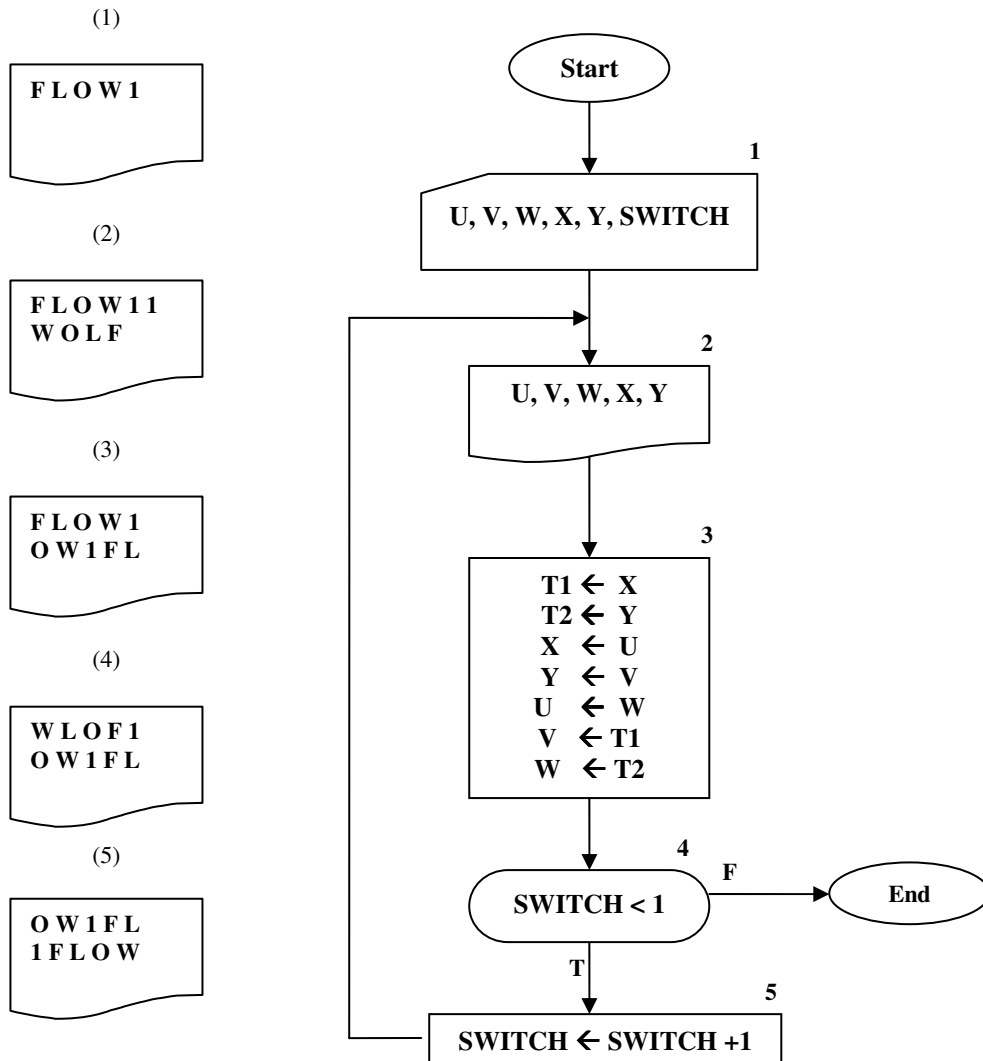 (1)
F L O W 1
(2)
F L O W 1 1
W O L F
(3)
F L O W 1
O W 1 F L
(4)
W L O F 1
O W 1 F L
(5)
O W 1 F L
1 F L O W
Start
1
U, V, W, X, Y, SWITCH
2
U, V, W, X, Y
3
T1 ← X
T2 ← Y
X ← U
Y ← V
U ← W
V ← T1
W ← T2
4
SWITCH < 1
F
End
T
5
SWITCH ← SWITCH +1